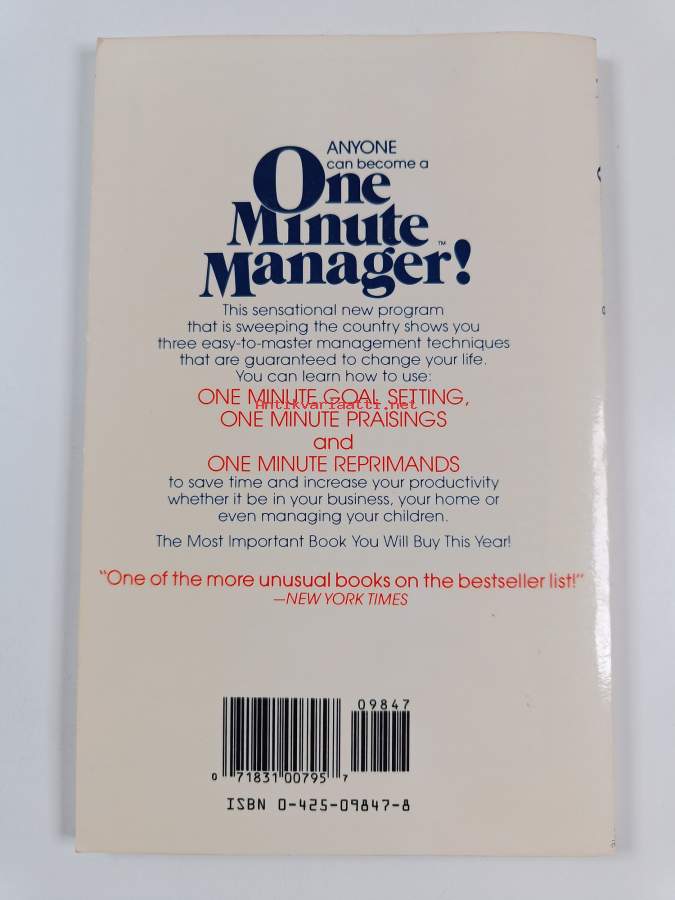 ANYONE
can become a
One
Minute
Manager!™
This sensational new program
that is sweeping the country shows you
three easy-to-master management techniques
that are guaranteed to change your life.
You can learn how to use:
ONE MINUTE GOAL SETTING,
Antikvariaatti.net
ONE MINUTE PRAISINGS
and
ONE MINUTE REPRIMANDS
to save time and increase your productivity
whether it be in your business, your home or
even managing your children.
The Most Important Book You Will Buy This Year!
"One of the more unusual books on the bestseller list!"
—NEW YORK TIMES
09847
0 71831 00795 7
ISBN 0-425-09847-8